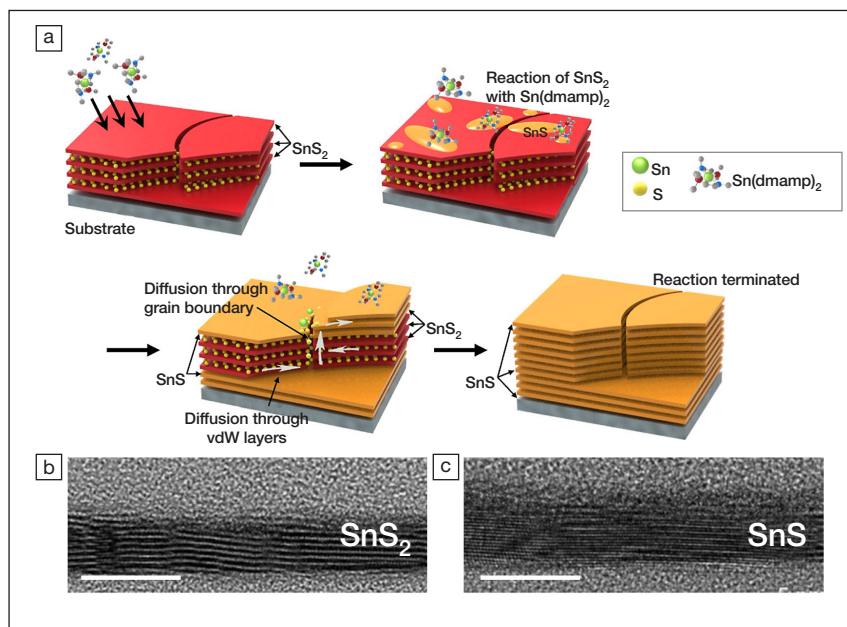 a
Reaction of SnS₂
with Sn(dmamp)₂
SnS
SnS₂
Substrate
Sn
S
Sn(dmamp)₂
Diffusion through
grain boundary
SnS₂
SnS
Diffusion through
vdW layers
Reaction terminated
SnS
b
SnS₂
c
SnS